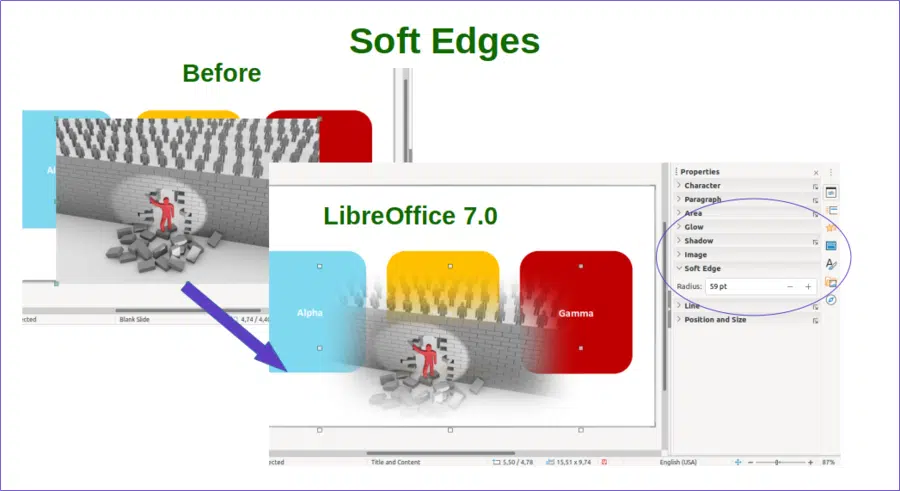 Soft Edges
Before
Al
ected
Blank Slide
4,74 / 4,4
LibreOffice 7.0
Alpha
Gamma
Properties
Character
Paragraph
Area
Glow
Shadow
Image
Soft Edge
Radius: 59 pt
Line
Position and Size
cted
Title and Content
5,50 / 4,78
15,51 x 9,74
English (USA)
87%